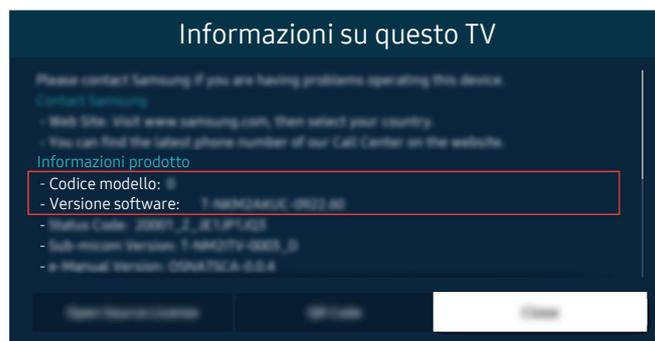 Informazioni su questo TV
Please contact Samsung if you are having problems operating this device.
Contact Samsung
- Web Site: Visit www.samsung.com, then select your country.
- You can find the latest phone number of our Call Center on the website.
Informazioni prodotto
- Codice modello:
- Versione software:
- Status Code:
- Sub-micom Version:
- e-Manual Version:
Open Source License
QR Code
Close